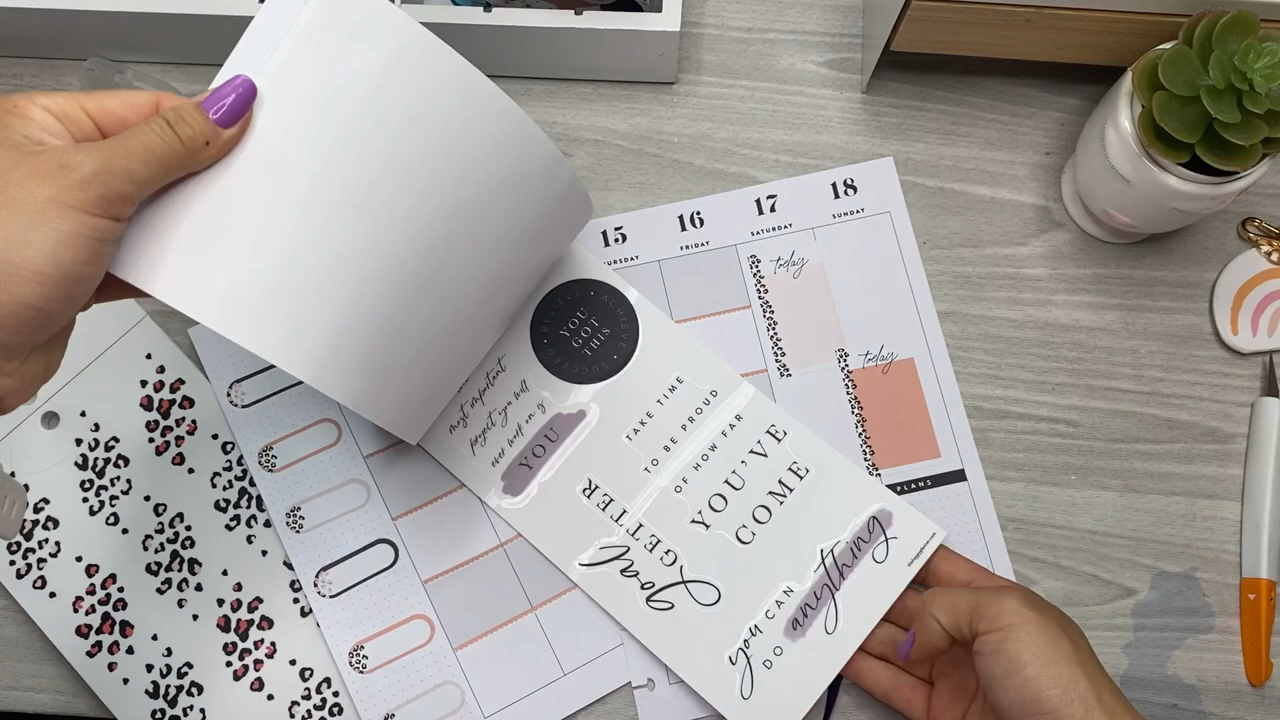 15
16
17
18
FRIDAY
SATURDAY
SUNDAY
today
today
PLANS
BELIEVE • ACHIEVE • SUCCEED •
YOU
GOT
THIS
most important
project you will
ever work on is
YOU
TAKE TIME
TO BE PROUD
OF HOW FAR
YOU'VE
COME
goal
GETTER
you CAN
DO anything